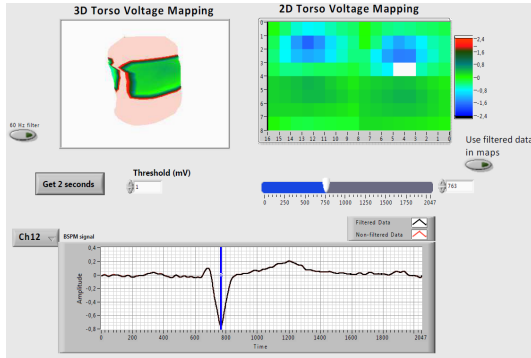 3D Torso Voltage Mapping
2D Torso Voltage Mapping
0
1
2
3
4
5
6
7
8
16 15 14 13 12 11 10 9 8 7 6 5 4 3 2 1 0
-2,4
-1,6
-0,8
-0
--0,8
--1,6
--2,4
60 Hz filter
Use filtered data
in maps
Get 2 seconds
Threshold (mV)
1
0 250 500 750 1000 1250 1500 1750 2047
763
Ch12
BSPM signal
Filtered Data
Non-filtered Data
Amplitude
0,4
0,2
0
-0,2
-0,4
-0,6
-0,8
0 200 400 600 800 1000 1200 1400 1600 1800 2047
Time